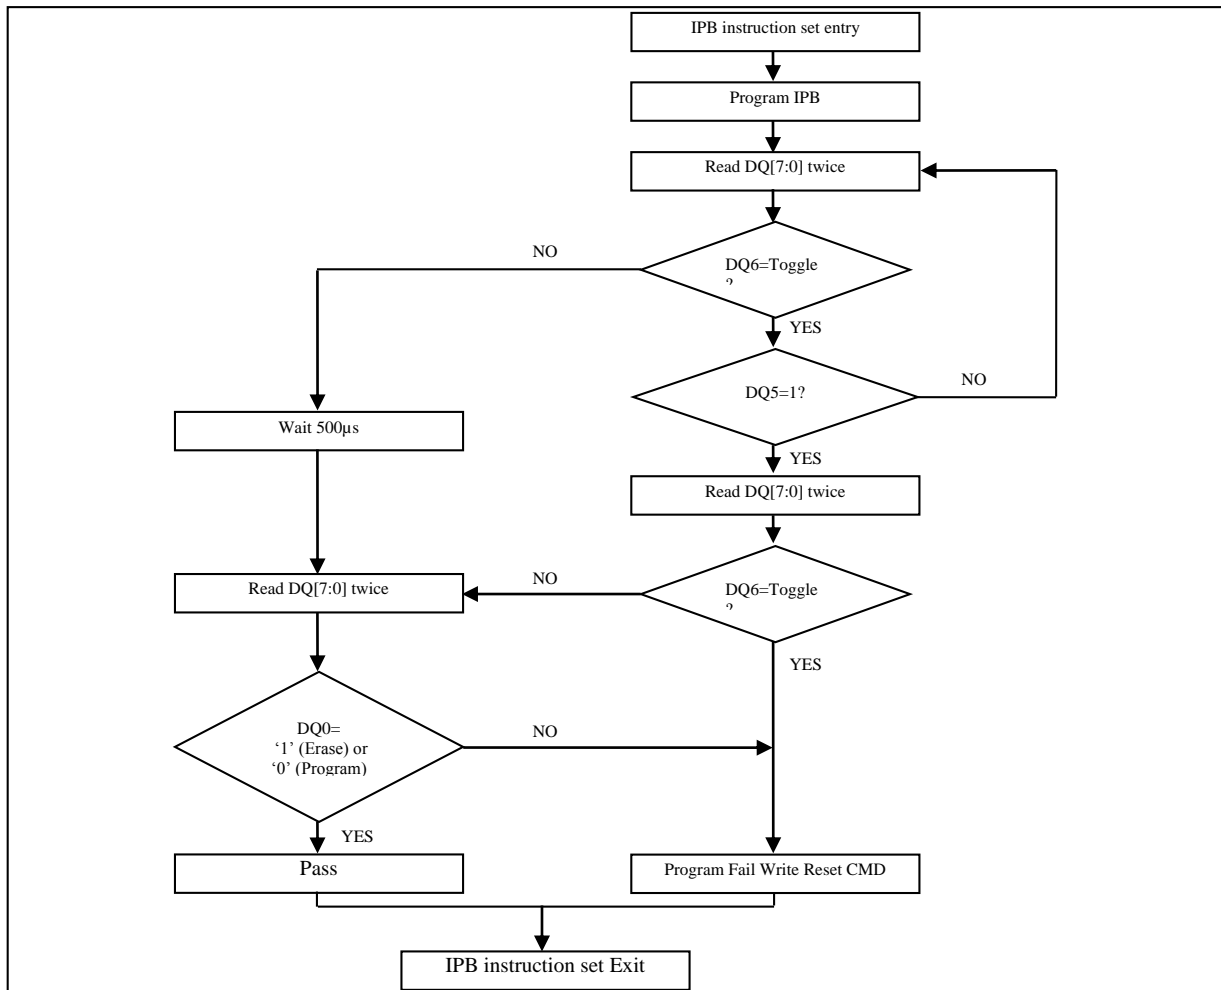 IPB instruction set entry
Program IPB
Read DQ[7:0] twice
NO
DQ6=Toggle
?
YES
DQ5=1?
NO
Wait 500µs
YES
Read DQ[7:0] twice
Read DQ[7:0] twice
NO
DQ6=Toggle
?
YES
DQ0=
‘1’ (Erase) or
‘0’ (Program)
NO
YES
Pass
Program Fail Write Reset CMD
IPB instruction set Exit